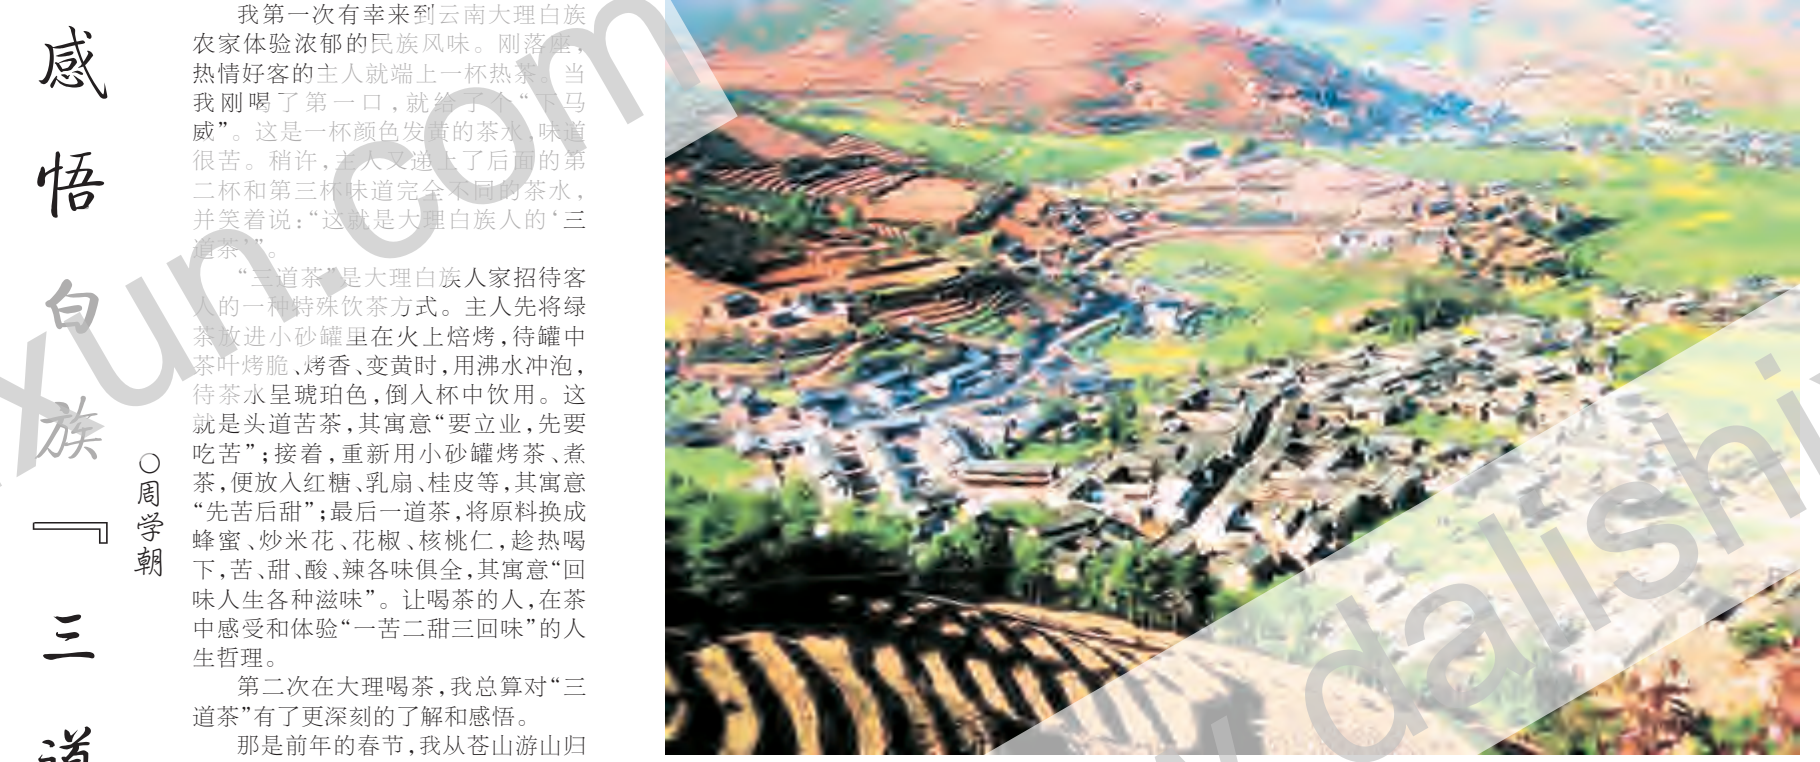 感悟白族『三道
○周学朝
我第一次有幸来到云南大理白族
农家体验浓郁的民族风味。刚落座，
热情好客的主人就端上一杯热茶。当
我刚喝了第一口，就给了个“下马
威”。这是一杯颜色发黄的茶水，味道
很苦。稍许，主人又递上了后面的第
二杯和第三杯味道完全不同的茶水，
并笑着说：“这就是大理白族人的‘三
道茶’”。
“三道茶”是大理白族人家招待客
人的一种特殊饮茶方式。主人先将绿
茶放进小砂罐里在火上焙烤，待罐中
茶叶烤脆、烤香、变黄时，用沸水冲泡，
待茶水呈琥珀色，倒入杯中饮用。这
就是头道苦茶，其寓意“要立业，先要
吃苦”；接着，重新用小砂罐烤茶、煮
茶，便放入红糖、乳扇、桂皮等，其寓意
“先苦后甜”；最后一道茶，将原料换成
蜂蜜、炒米花、花椒、核桃仁，趁热喝
下，苦、甜、酸、辣各味俱全，其寓意“回
味人生各种滋味”。让喝茶的人，在茶
中感受和体验“一苦二甜三回味”的人
生哲理。
第二次在大理喝茶，我总算对“三
道茶”有了更深刻的了解和感悟。
那是前年的春节，我从苍山游山归
xun.com
w.dalishi